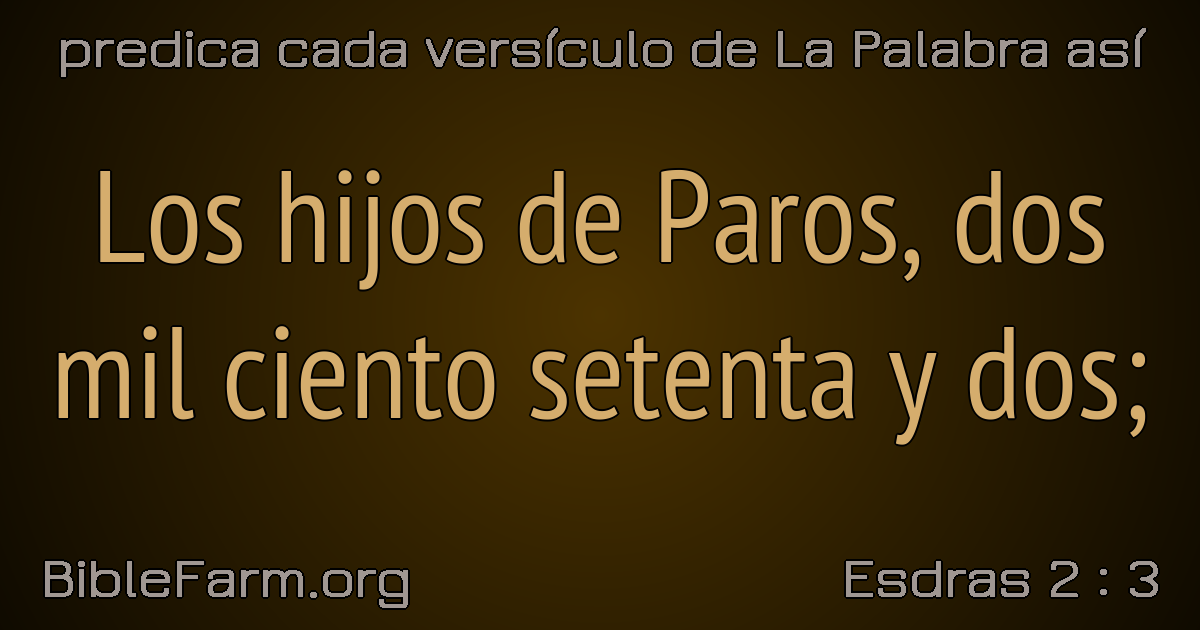 predica cada versículo de La Palabra así
Los hijos de Paros, dos
mil ciento setenta y dos;
BibleFarm.org
Esdras 2 : 3